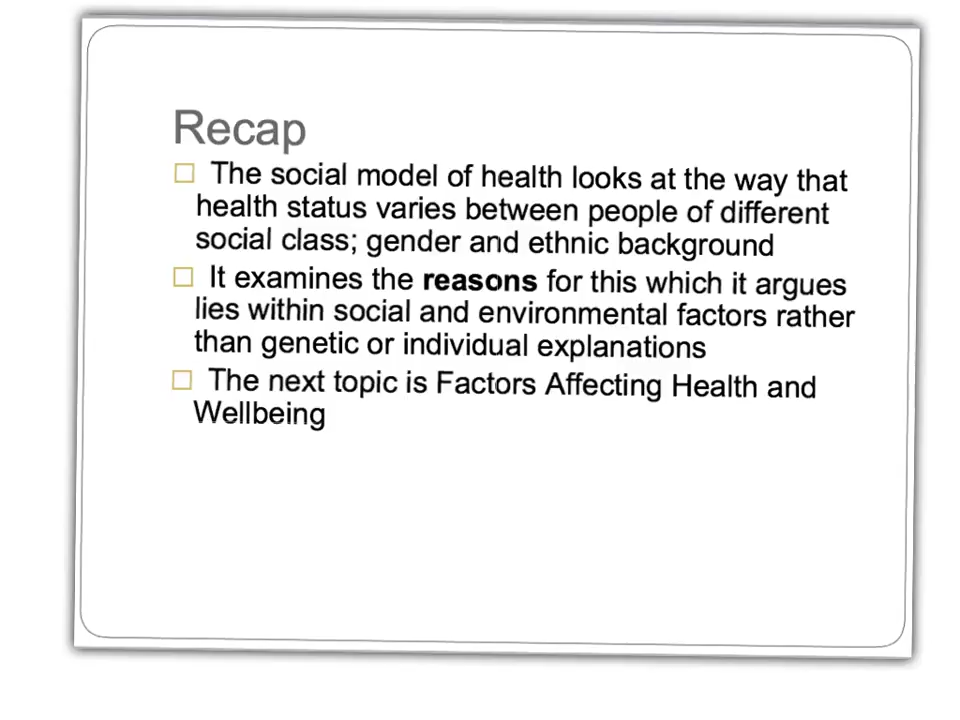 Recap
The social model of health looks at the way that
health status varies between people of different
social class; gender and ethnic background
It examines the reasons for this which it argues
lies within social and environmental factors rather
than genetic or individual explanations
The next topic is Factors Affecting Health and
Wellbeing